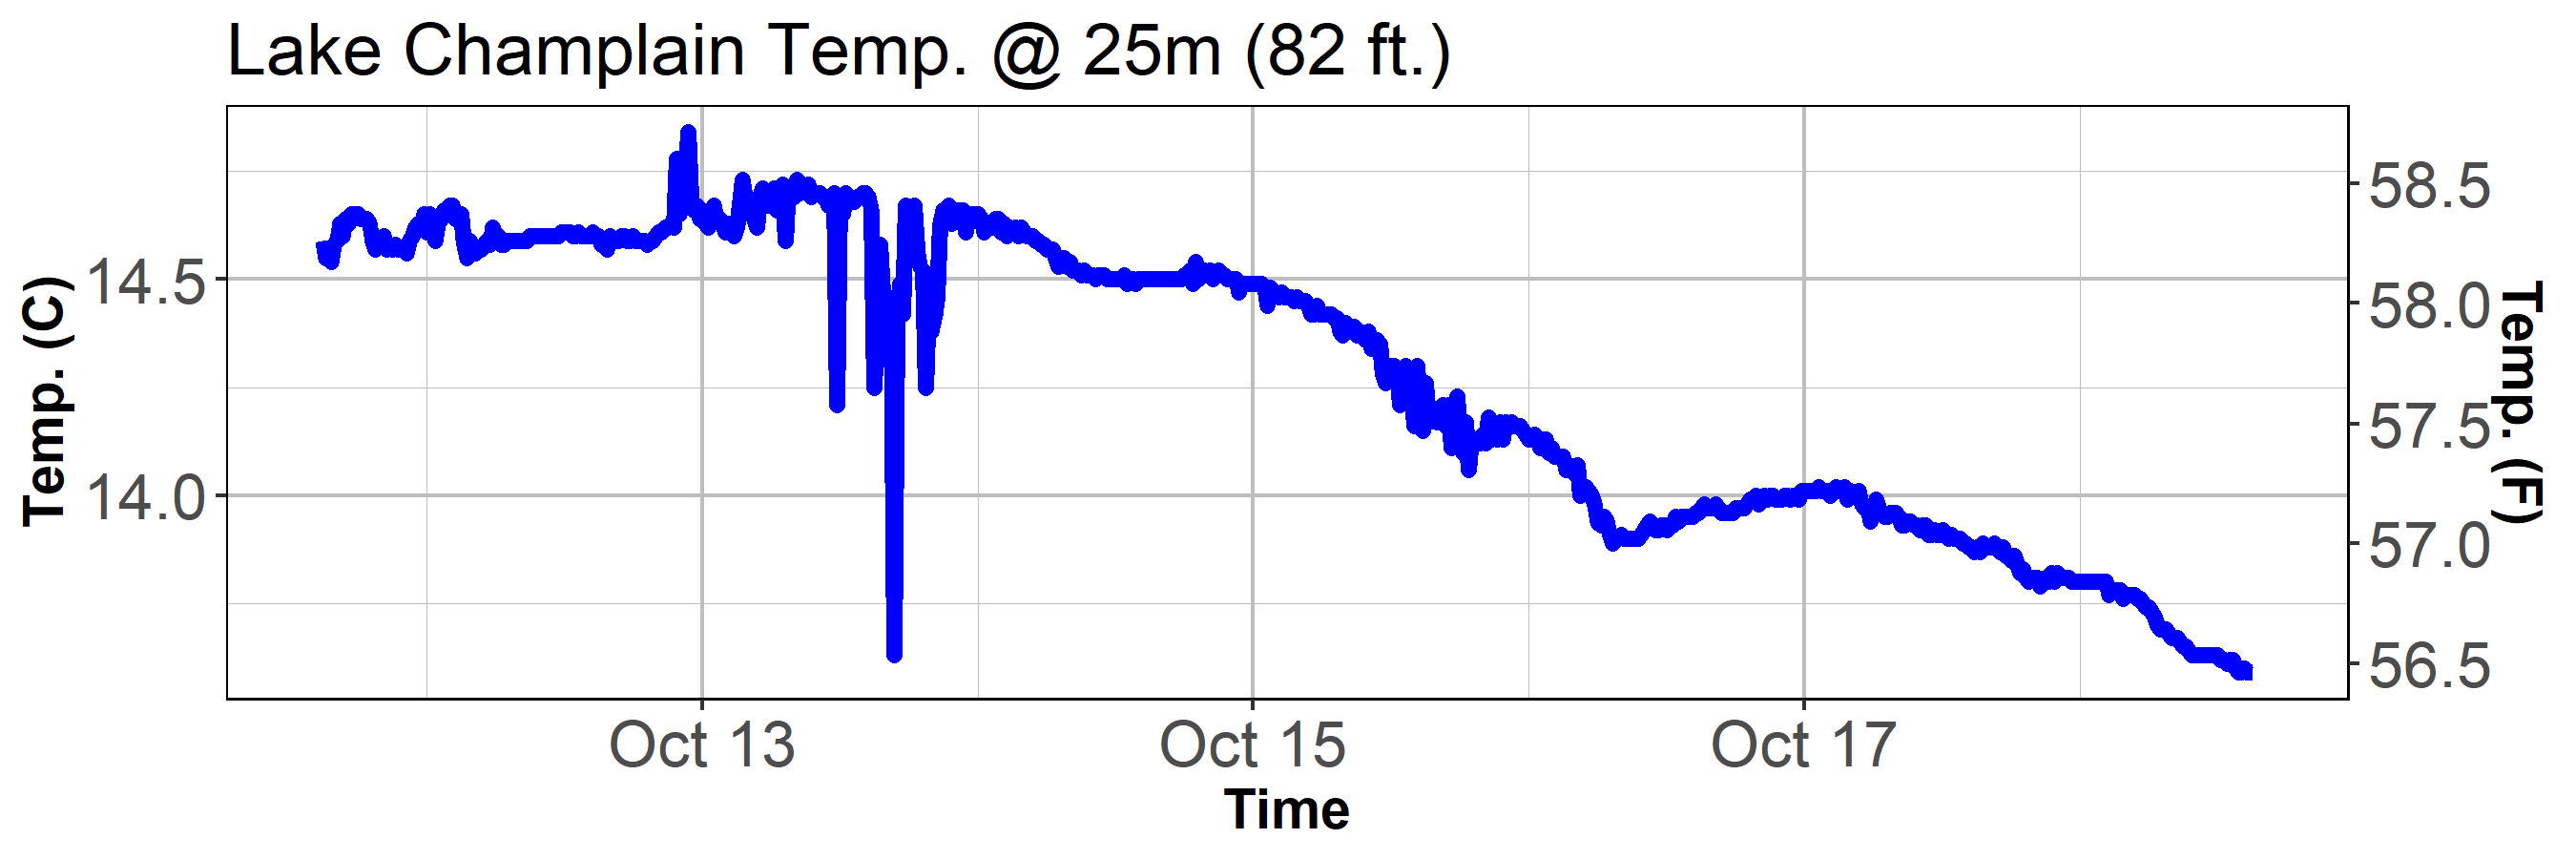 Lake Champlain Temp. @ 25m (82 ft.)
Temp. (C)
14.5
14.0
58.5
58.0
57.5
57.0
56.5
Temp. (F)
Oct 13
Oct 15
Oct 17
Time